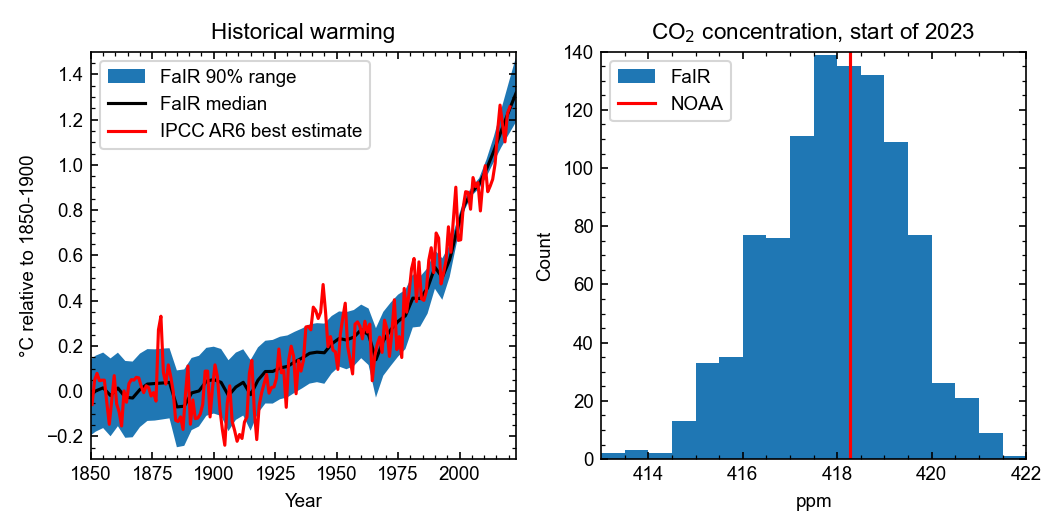 Historical warming
FaIR 90% range
FaIR median
IPCC AR6 best estimate
°C relative to 1850-1900
1.4
1.2
1.0
0.8
0.6
0.4
0.2
0.0
−0.2
1850
1875
1900
1925
1950
1975
2000
Year
CO₂ concentration, start of 2023
FaIR
NOAA
Count
140
120
100
80
60
40
20
0
414
416
418
420
422
ppm